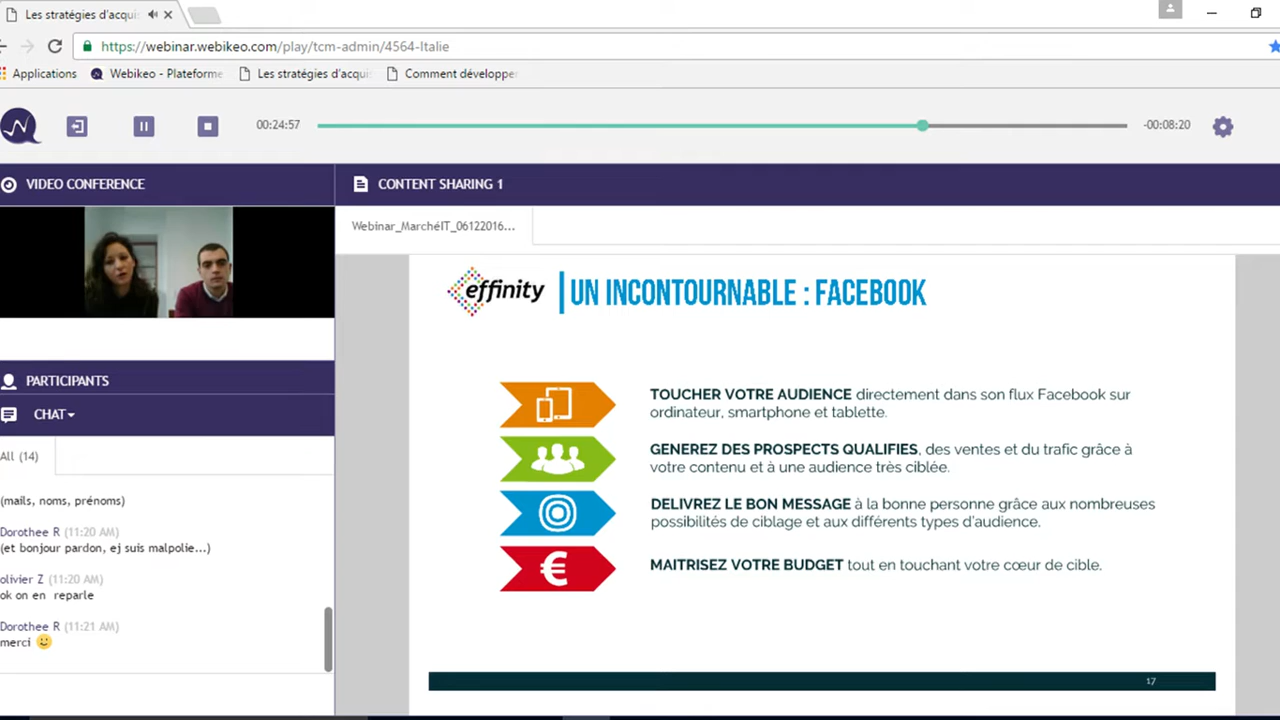 Les stratégies d'acquis
https://webinar.webikeo.com/play/tcm-admin/4564-Italie
Applications
Webikeo - Plateforme
Les stratégies d'acquis
Comment développer
00:24:57
-00:08:20
VIDEO CONFERENCE
CONTENT SHARING 1
Webinar_MarchéIT_06122016...
effinity
UN INCONTOURNABLE : FACEBOOK
TOUCHER VOTRE AUDIENCE directement dans son flux Facebook sur
ordinateur, smartphone et tablette.
GENEREZ DES PROSPECTS QUALIFIES, des ventes et du trafic grâce à
votre contenu et à une audience très ciblée.
DELIVREZ LE BON MESSAGE à la bonne personne grâce aux nombreuses
possibilités de ciblage et aux différents types d'audience.
€
MAITRISEZ VOTRE BUDGET tout en touchant votre cœur de cible.
17
PARTICIPANTS
CHAT
All (14)
(mails, noms, prénoms)
Dorothee R (11:20 AM)
(et bonjour pardon, ej suis malpolie...)
olivier Z (11:20 AM)
ok on en reparle
Dorothee R (11:21 AM)
merci